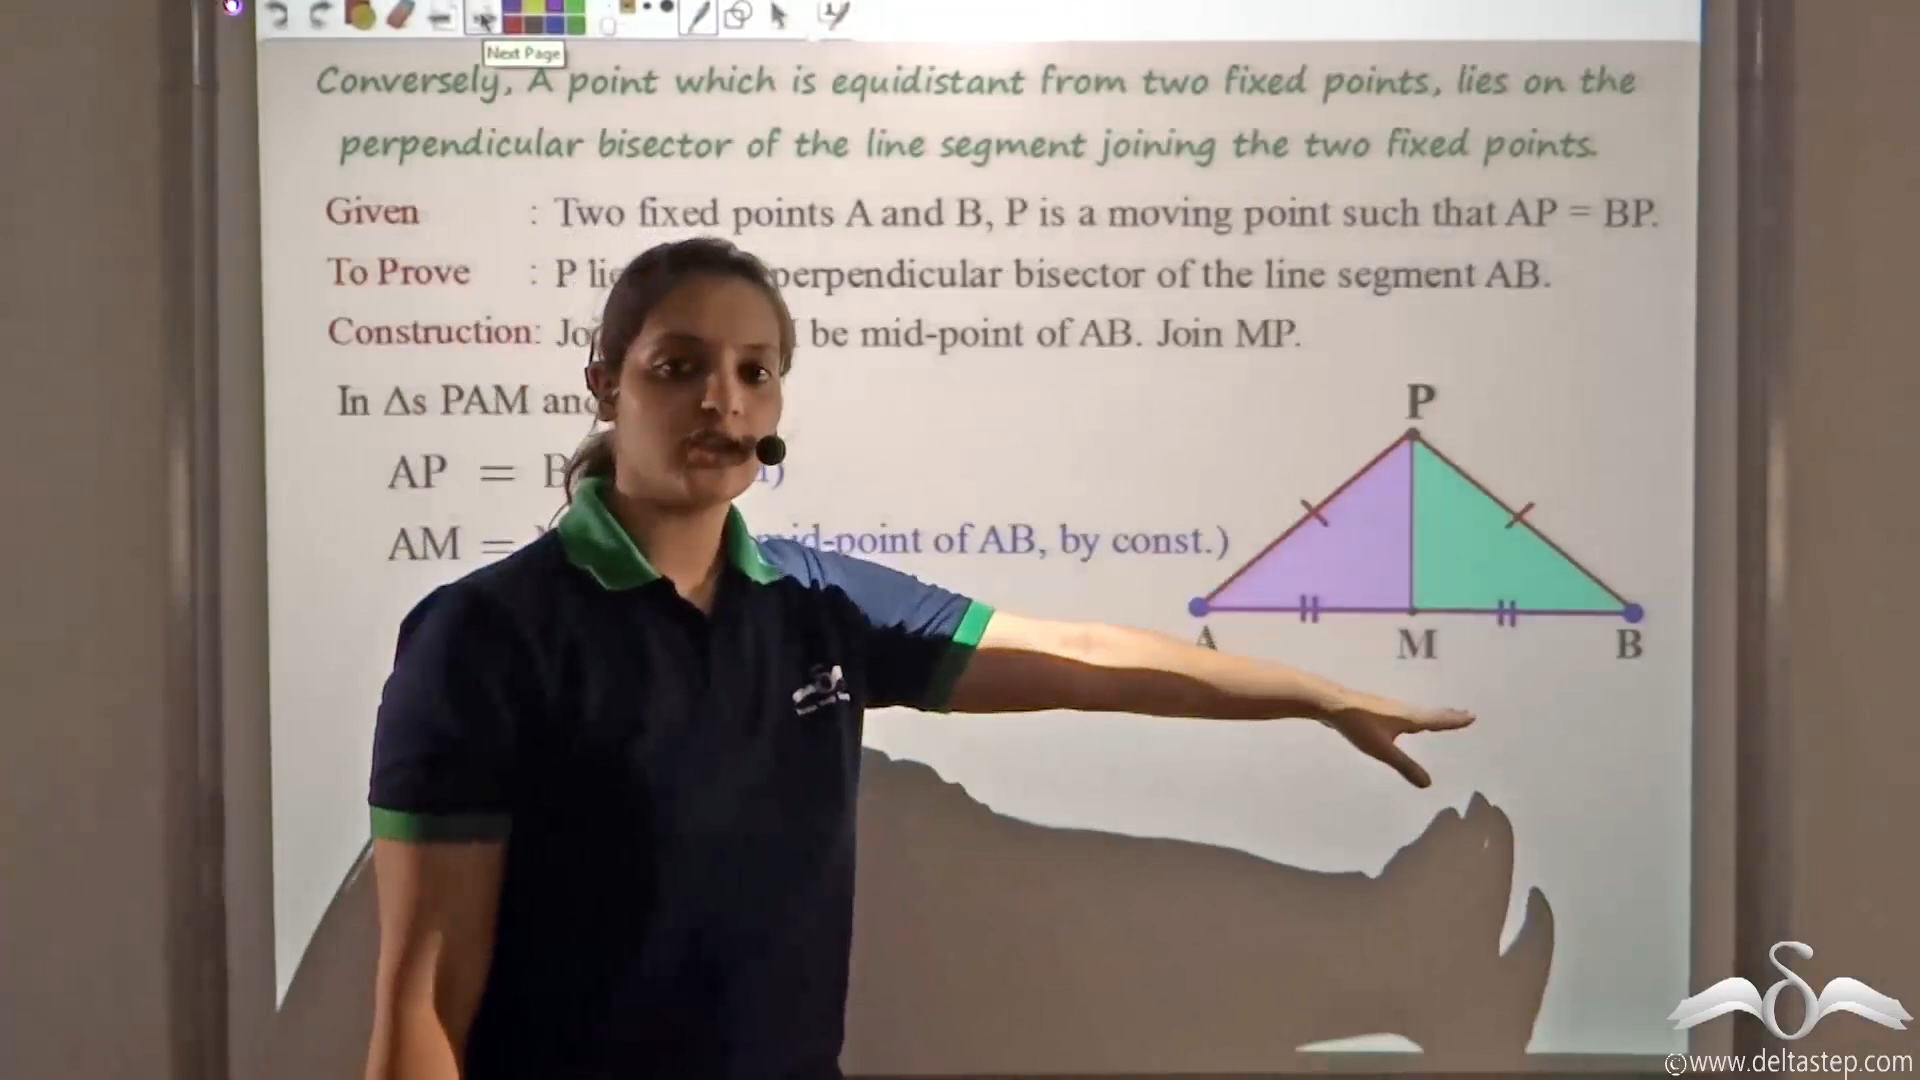 Next Page
Conversely, A point which is equidistant from two fixed points, lies on the
perpendicular bisector of the line segment joining the two fixed points.
Given : Two fixed points A and B, P is a moving point such that AP = BP.
To Prove : P perpendicular bisector of the line segment AB.
Construction: be mid-point of AB. Join MP.
In Δs PAM
AP =
AM = mid-point of AB, by const.)
P
A M B
©www.deltastep.com